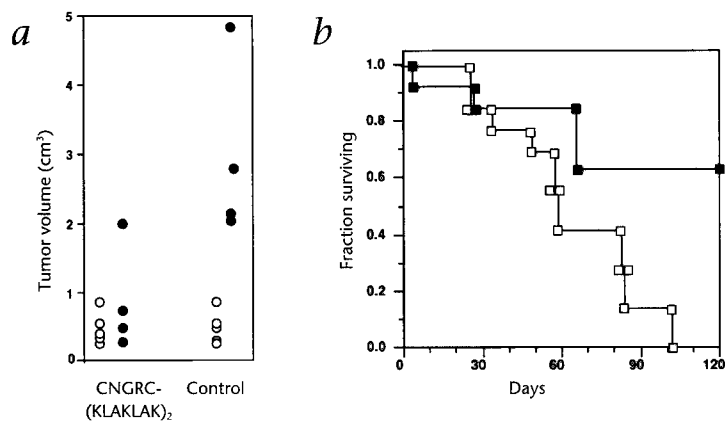 a
b
5
4
3
2
1
0
Tumor volume (cm³)
CNGRC-
(KLAKLAK)₂
Control
1.0
0.8
0.6
0.4
0.2
0.0
Fraction surviving
0 30 60 90 120
Days